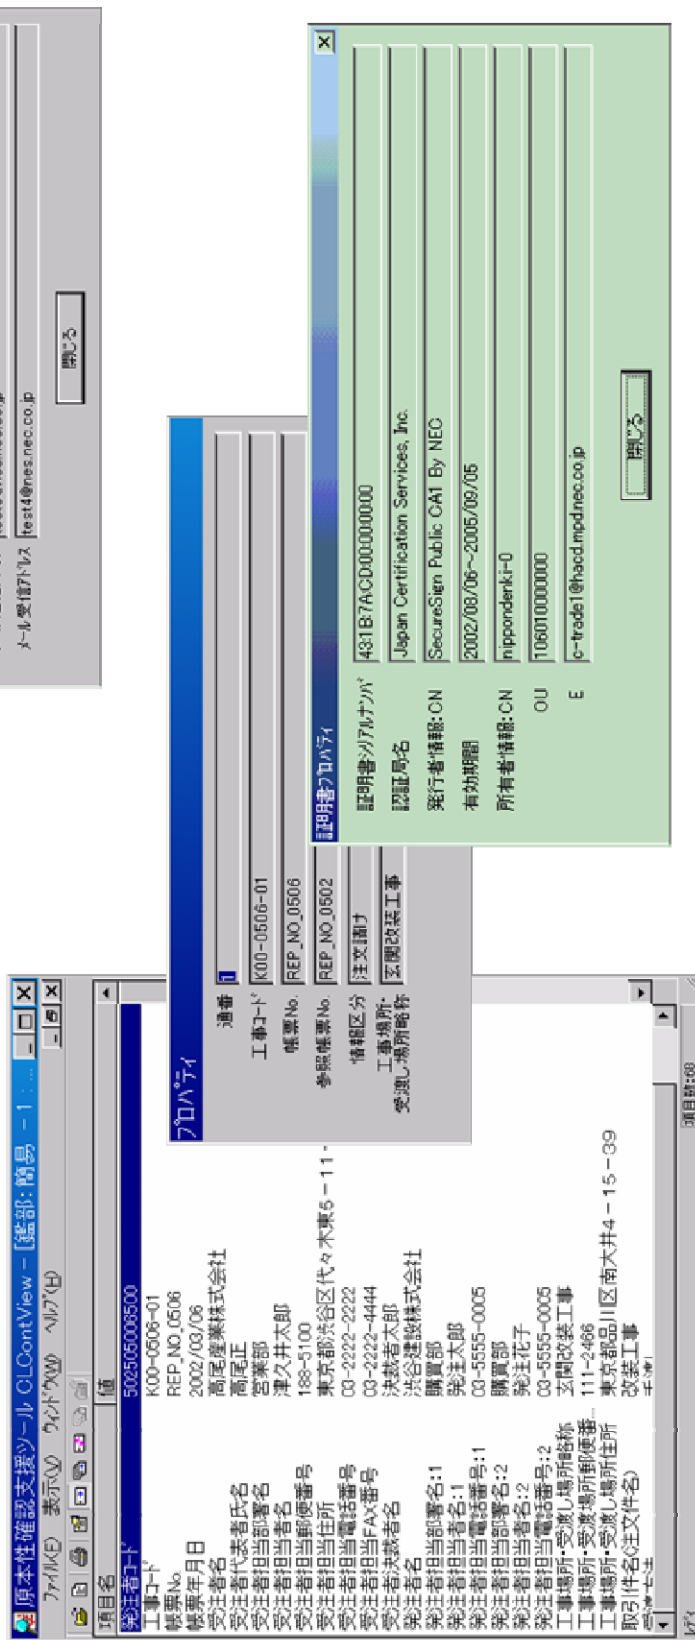 原本性確認支援ツール CLContView - [鑑部:簡易 - 1 : ...
ファイル(F) 表示(V) ウィンドウ(W) ヘルプ(H)
項目名 値
発注者コード 502505006500
工事コード K00-0506-01
帳票No. REP_NO_0506
帳票年月日 2002/03/06
受注者名 高尾産業株式会社
受注者代表者氏名 高尾正
受注者担当部署名 営業部
受注者担当者名 津久井太郎
受注者担当郵便番号 188-5100
受注者担当住所 東京都渋谷区代々木東5-11-
受注者担当電話番号 03-2222-2222
受注者担当FAX番号 03-2222-4444
受注者決裁者名 決裁者太郎
発注者名 渋谷建設株式会社
発注者担当部署名:1 購買部
発注者担当者名:1 発注太郎
発注者担当電話番号:1 03-5555-0005
発注者担当部署名:2 購買部
発注者担当者名:2 発注花子
発注者担当電話番号:2 03-5555-0005
工事場所・受渡し場所略称 玄関改装工事
工事場所・受渡場所郵便番... 111-2466
工事場所・受渡し場所住所 東京都品川区南大井4-15-39
取引件名(注文件名) 改装工事
レディ 項目数:68
プロパティ
通番 1
工事コード K00-0506-01
帳票No. REP_NO_0506
参照帳票No. REP_NO_0502
情報区分 注文請け
工事場所・
受渡し場所略称 玄関改装工事
メール受信アドレス test4@nes.nec.co.jp
閉じる
証明書プロパティ
証明書シリアルナンバ 43:1B:7A:CD:00:00:00:00
認証局名 Japan Certification Services, Inc.
発行者情報:CN SecureSign Public CA1 By NEC
有効期間 2002/08/06～2005/09/05
所有者情報:CN nippondenki-0
OU 106010000000
E c-trade1@hacd.mpd.nec.co.jp
閉じる